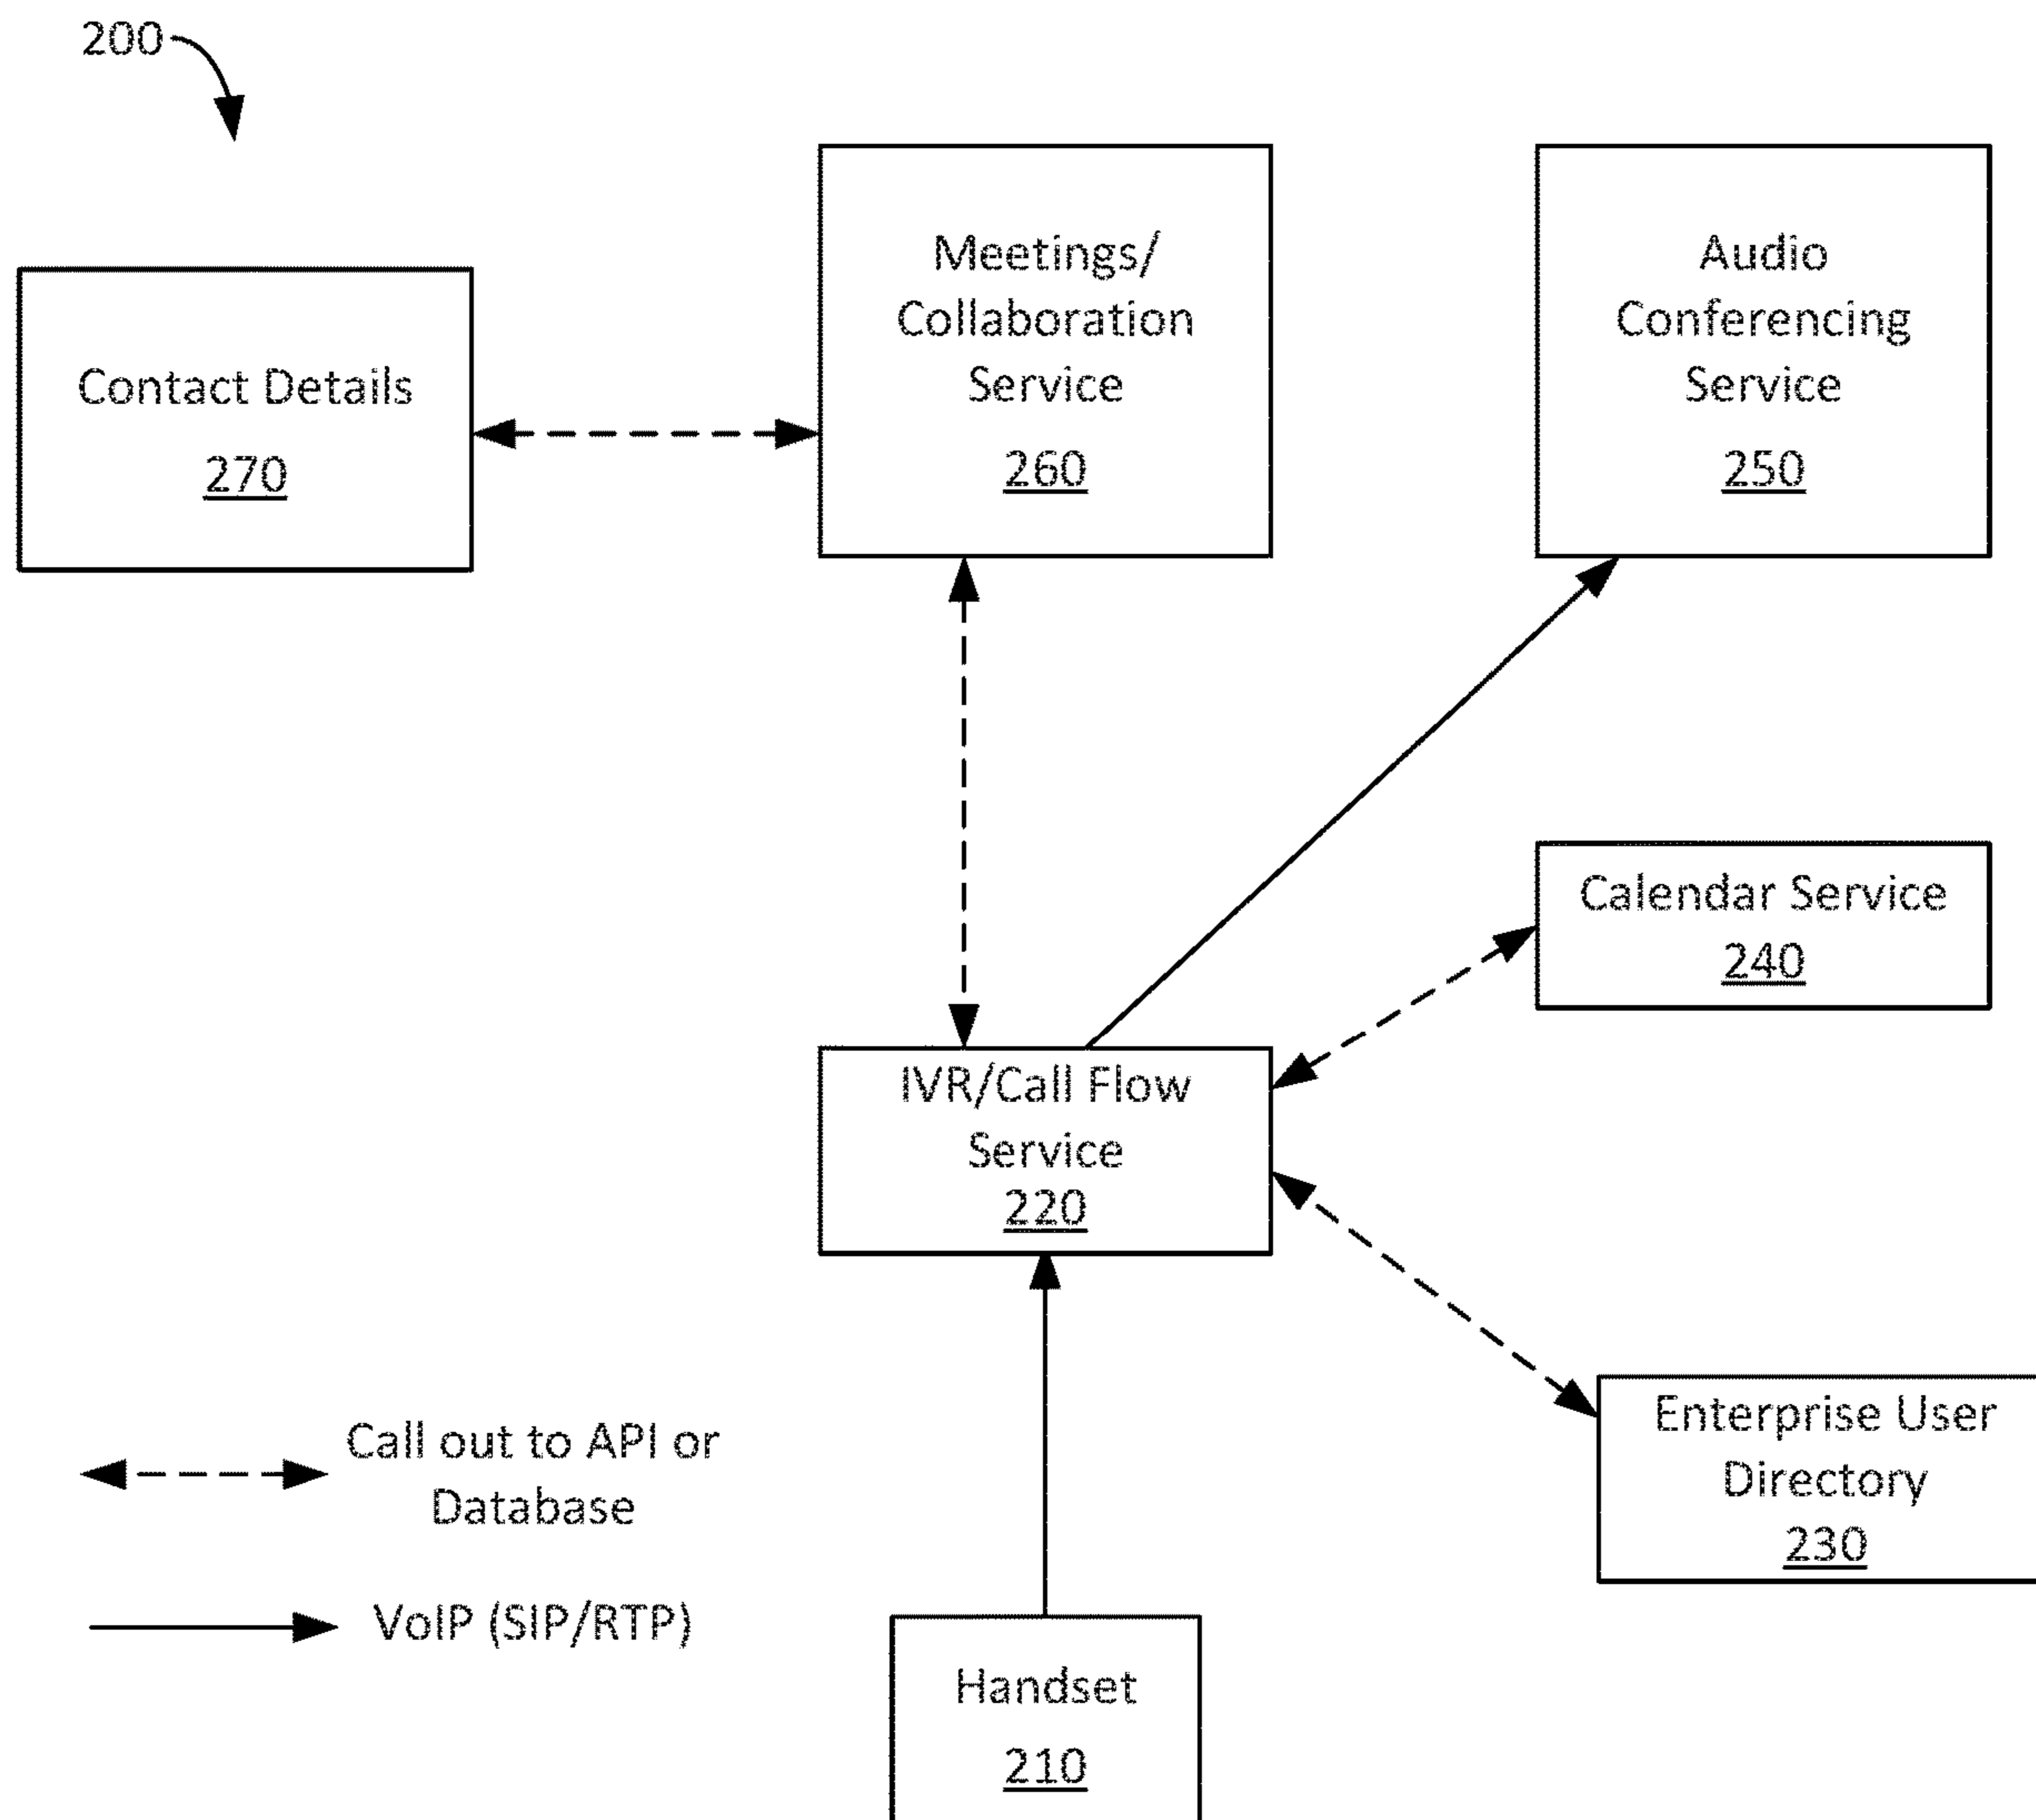 200
Meetings/
Collaboration
Service
260
Audio
Conferencing
Service
250
Contact Details
270
Calendar Service
240
IVR/Call Flow
Service
220
Enterprise User
Directory
230
Call out to API or
Database
VoIP (SIP/RTP)
Handset
210